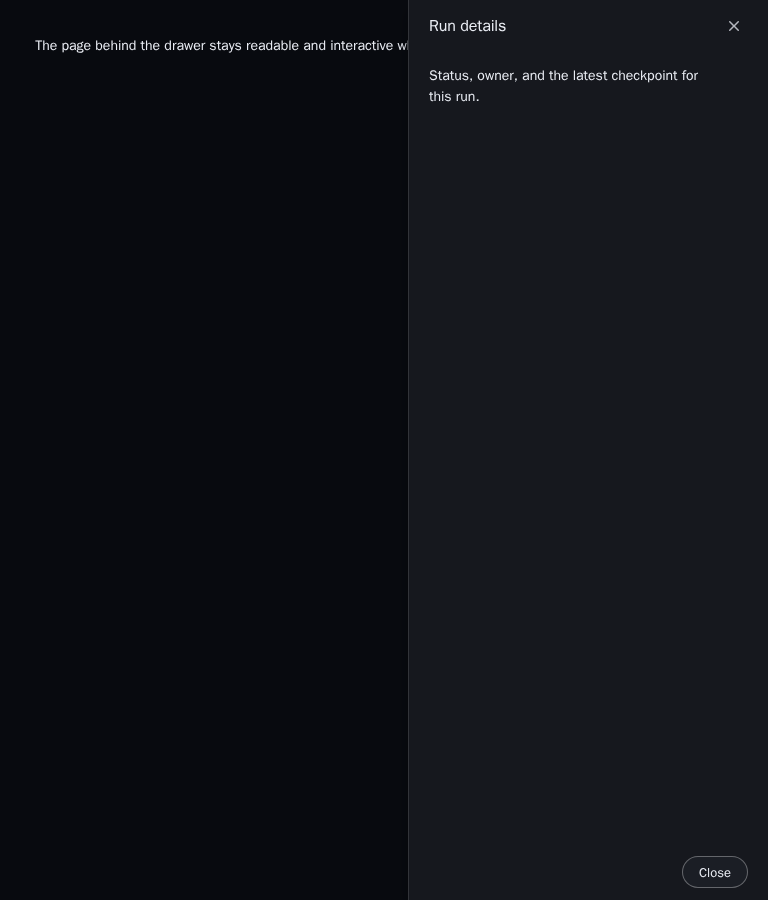 The page behind the drawer stays readable and interactive
Run details
Status, owner, and the latest checkpoint for
this run.
Close